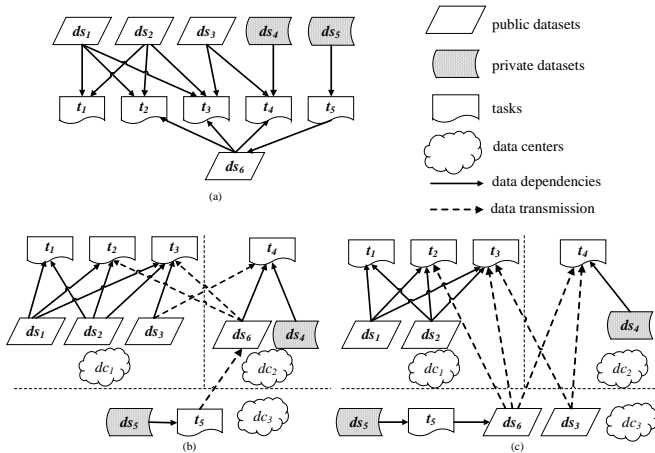 ds1 ds2 ds3 ds4 ds5
public datasets
private datasets
t1 t2 t3 t4 t5
tasks
data centers
ds6
data dependencies
(a)
data transmission
t1 t2 t3 t4
ds1 ds2 ds3 ds6 ds4
dc1 dc2
ds5 t5 dc3
(b)
t1 t2 t3 t4
ds1 ds2 ds4
dc1 dc2
ds5 t5 ds6 ds3 dc3
(c)